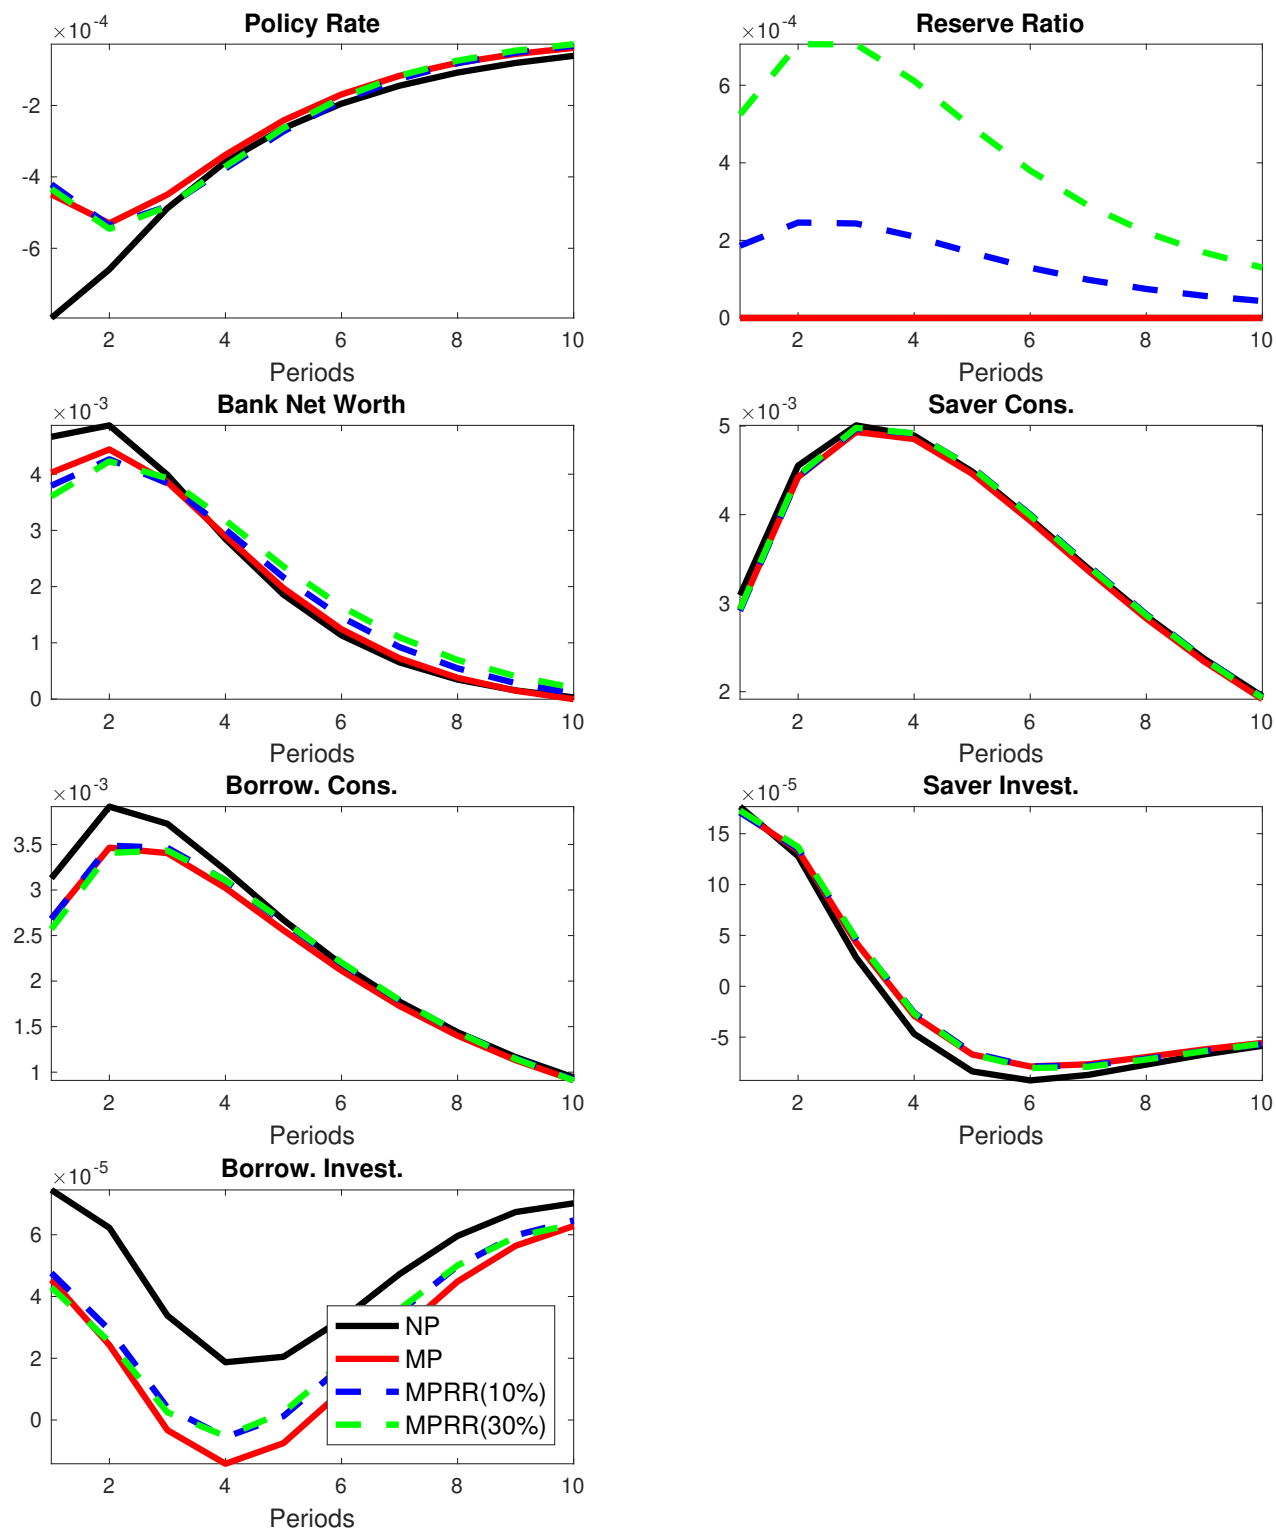 Policy Rate
×10-4
-2
-4
-6
2 4 6 8 10
Periods
Reserve Ratio
×10-4
6
4
2
0
2 4 6 8 10
Periods
Bank Net Worth
×10-3
4
3
2
1
0
2 4 6 8 10
Periods
Saver Cons.
×10-3
5
4
3
2
2 4 6 8 10
Periods
Borrow. Cons.
×10-3
3.5
3
2.5
2
1.5
1
2 4 6 8 10
Periods
Saver Invest.
×10-5
15
10
5
0
-5
2 4 6 8 10
Periods
Borrow. Invest.
×10-5
6
4
2
0
2 4 6 8 10
Periods
NP
MP
MPRR(10%)
MPRR(30%)